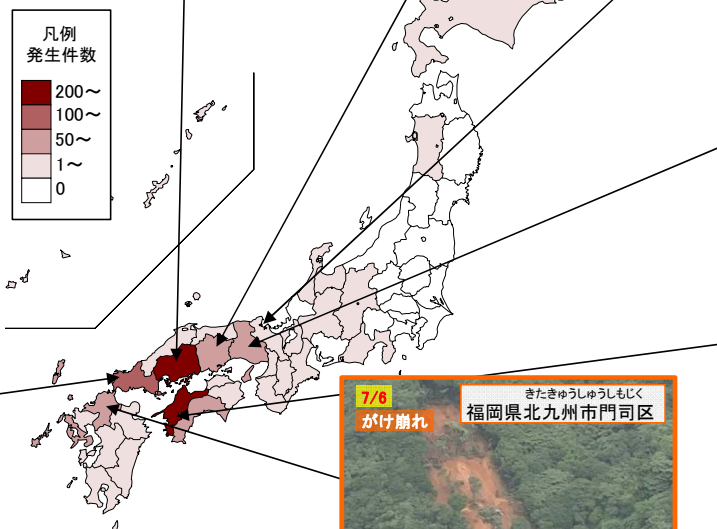 凡例
発生件数
200～
100～
50～
1～
0
7/6
がけ崩れ
きたきゅうしゅうしもじく
福岡県北九州市門司区